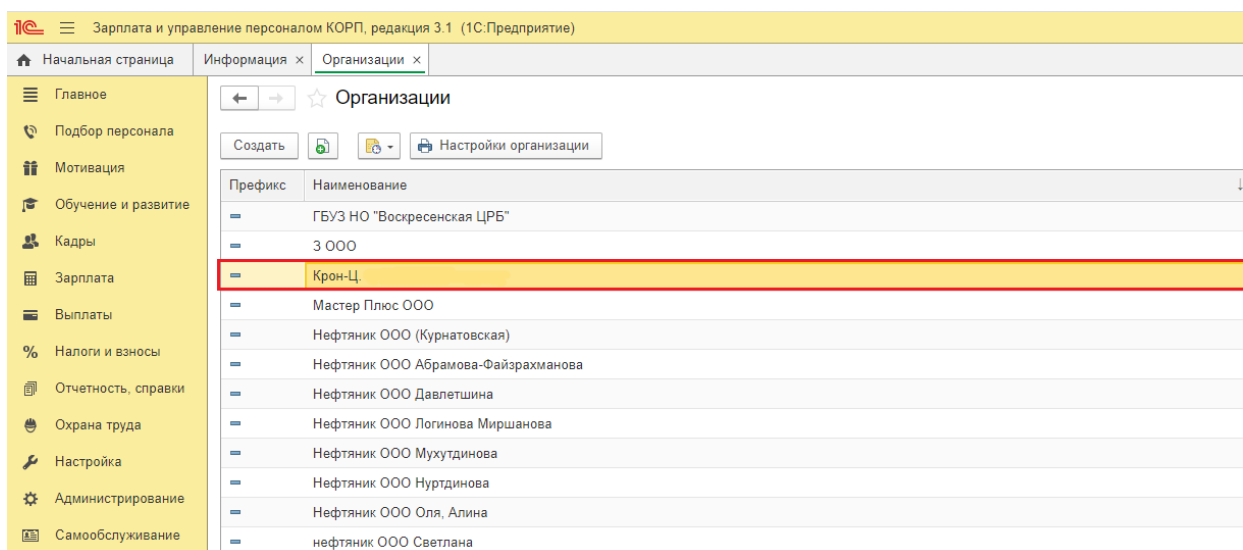 1С Зарплата и управление персоналом КОРП, редакция 3.1 (1С:Предприятие)
Начальная страница Информация × Организации ×
Главное
Подбор персонала
Мотивация
Обучение и развитие
Кадры
Зарплата
Выплаты
Налоги и взносы
Отчетность, справки
Охрана труда
Настройка
Администрирование
Самообслуживание
Организации
Создать Настройки организации
Префикс Наименование
ГБУЗ НО "Воскресенская ЦРБ"
З ООО
Крон-Ц.
Мастер Плюс ООО
Нефтяник ООО (Курнатовская)
Нефтяник ООО Абрамова-Файзрахманова
Нефтяник ООО Давлетшина
Нефтяник ООО Логинова Миршанова
Нефтяник ООО Мухутдинова
Нефтяник ООО Нуртдинова
Нефтяник ООО Оля, Алина
нефтяник ООО Светлана